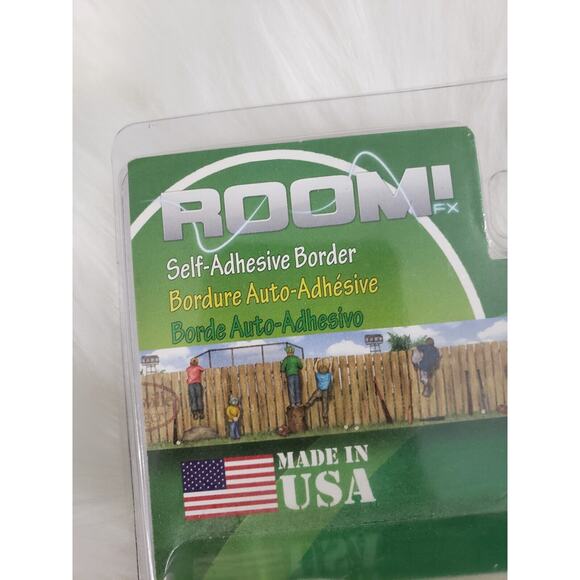 ROOM!
FX
Self-Adhesive Border
Bordure Auto-Adhésive
Borde Auto-Adhesivo
MADE IN
USA